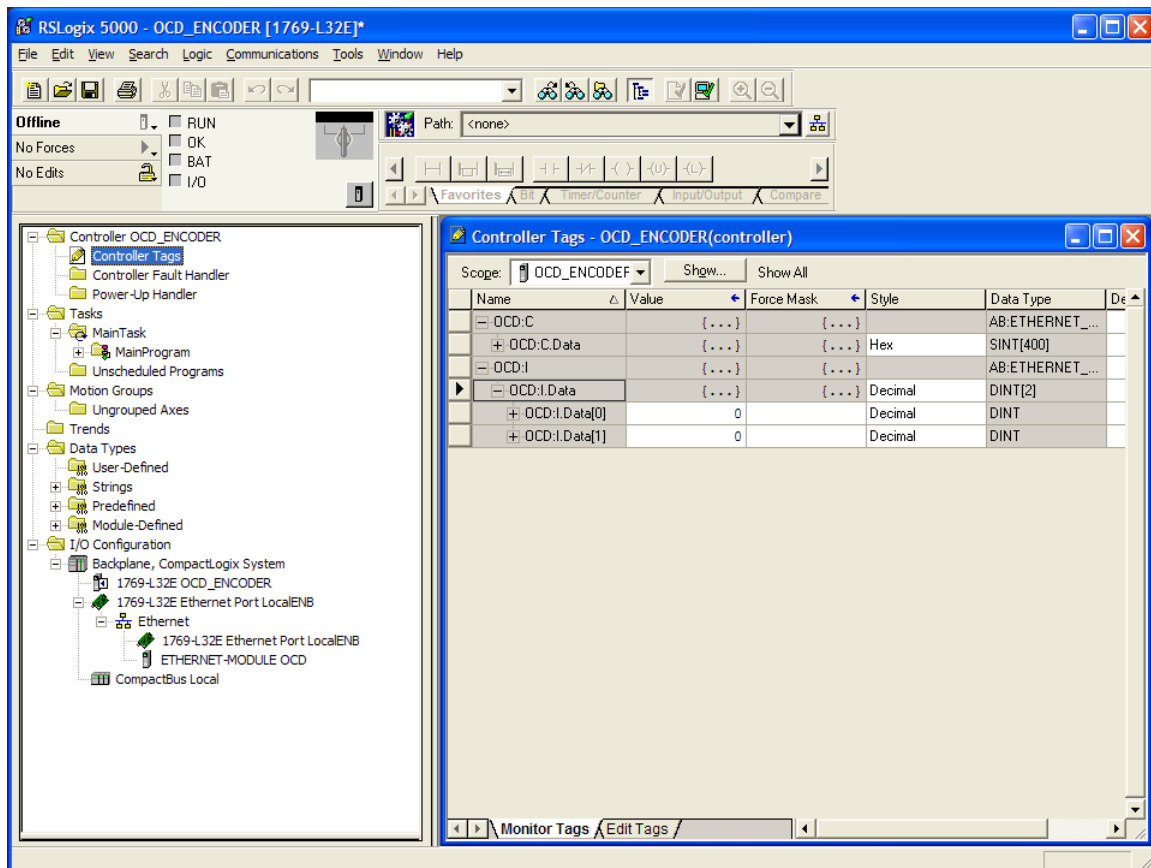 RSLogix 5000 - OCD_ENCODER [1769-L32E]*
File Edit View Search Logic Communications Tools Window Help
Offline RUN
No Forces OK
No Edits BAT
I/O
Path: <none>
Favorites Bit Timer/Counter Input/Output Compare
Controller OCD_ENCODER
Controller Tags
Controller Fault Handler
Power-Up Handler
Tasks
MainTask
MainProgram
Unscheduled Programs
Motion Groups
Ungrouped Axes
Trends
Data Types
User-Defined
Strings
Predefined
Module-Defined
I/O Configuration
Backplane, CompactLogix System
1769-L32E OCD_ENCODER
1769-L32E Ethernet Port LocalENB
Ethernet
1769-L32E Ethernet Port LocalENB
ETHERNET-MODULE OCD
CompactBus Local
Controller Tags - OCD_ENCODER(controller)
Scope: OCD_ENCODER Show... Show All
Name Value Force Mask Style Data Type De
OCD:C {...} {...} AB:ETHERNET_...
OCD:C.Data {...} {...} Hex SINT[400]
OCD:I {...} {...} AB:ETHERNET_...
OCD:I.Data {...} {...} Decimal DINT[2]
OCD:I.Data[0] 0 Decimal DINT
OCD:I.Data[1] 0 Decimal DINT
Monitor Tags Edit Tags